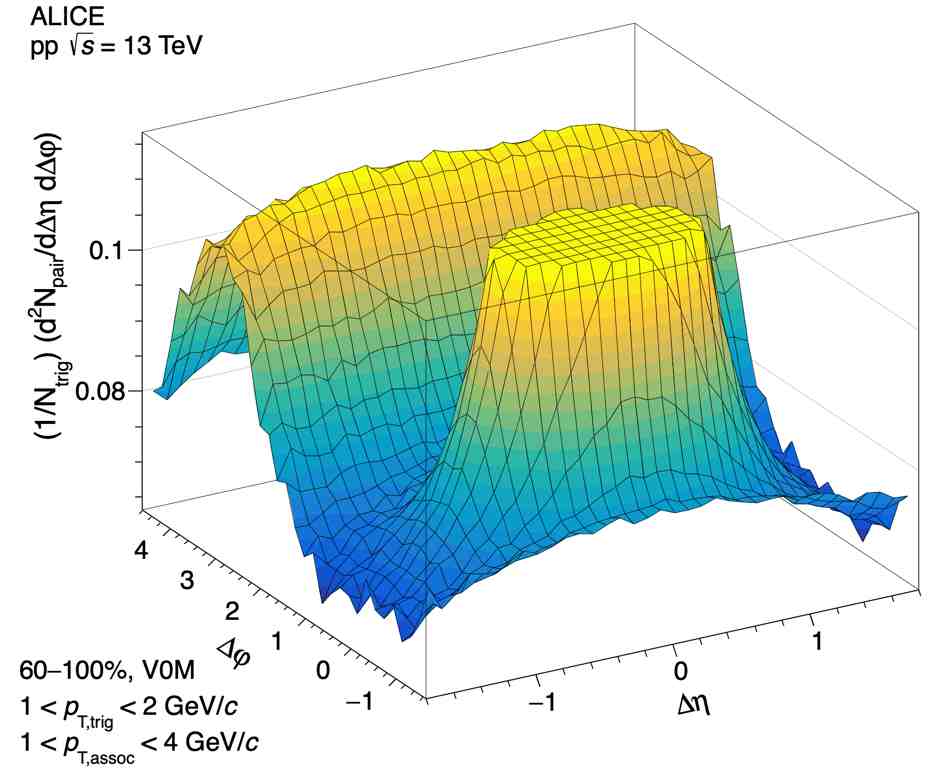 ALICE
pp √s = 13 TeV
(1/N_trig) (d²N_pair/dΔη dΔφ)
0.1
0.08
4
3
2
1
0
−1
Δφ
−1
0
1
Δη
60−100%, V0M
1 < p_T,trig < 2 GeV/c
1 < p_T,assoc < 4 GeV/c